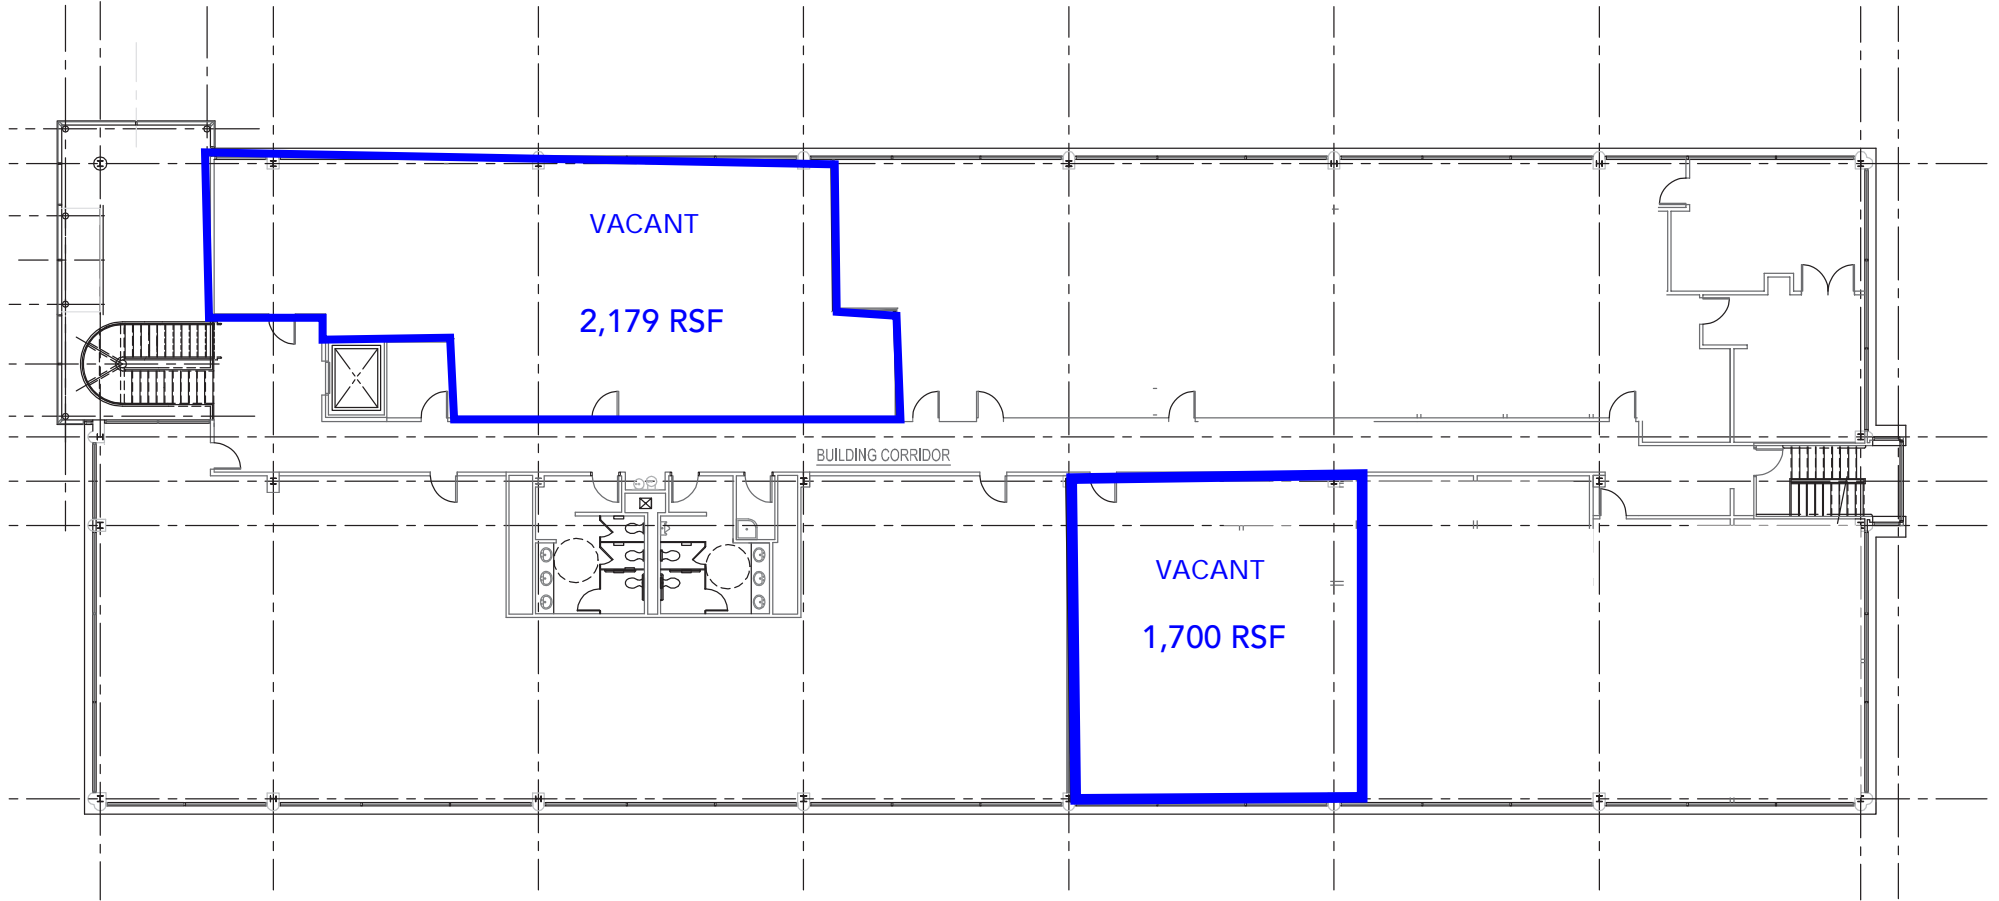 VACANT
2,179 RSF
BUILDING CORRIDOR
VACANT
1,700 RSF